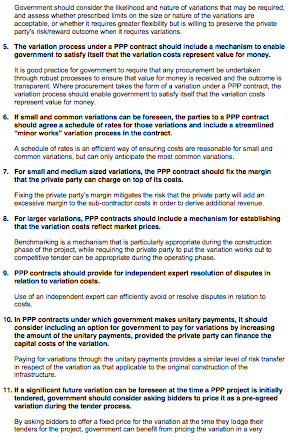 Government should consider the likelihood and nature of variations that may be required,
and assess whether prescribed limits on the size or nature of the variations are
acceptable, or whether it requires greater flexibility but is willing to preserve the private
party's risk/reward outcome when it requires variations.
5. The variation process under a PPP contract should include a mechanism to enable
government to satisfy itself that the variation costs represent value for money.
It is good practice for government to require that any procurement be undertaken
through robust processes to ensure that value for money is received and the outcome is
transparent. Where procurement takes the form of a variation under a PPP contract, the
variation process should enable government to satisfy itself that the variation costs
represent value for money.
6. If small and common variations can be foreseen, the parties to a PPP contract
should agree a schedule of rates for those variations and include a streamlined
"minor works" variation process in the contract.
A schedule of rates is an efficient way of ensuring costs are reasonable for small and
common variations, but can only anticipate the most common variations.
7. For small and medium sized variations, the PPP contract should fix the margin
that the private party can charge on top of its costs.
Fixing the private party's margin mitigates the risk that the private party will add an
excessive margin to the sub-contractor costs in order to derive additional revenue.
8. For larger variations, PPP contracts should include a mechanism for establishing
that the variation costs reflect market prices.
Benchmarking is a mechanism that is particularly appropriate during the construction
phase of the project, while requiring the private party to put the variation works out to
competitive tender can be appropriate during the operating phase.
9. PPP contracts should provide for independent expert resolution of disputes in
relation to variation costs.
Use of an independent expert can efficiently avoid or resolve disputes in relation to
costs.
10. In PPP contracts under which government makes unitary payments, it should
consider including an option for government to pay for variations by increasing
the amount of the unitary payments, provided the private party can finance the
capital costs of the variation.
Paying for variations through the unitary payments provides a similar level of risk transfer
in respect of the variation as that applicable to the original construction of the
infrastructure.
11. If a significant future variation can be foreseen at the time a PPP project is initially
tendered, government should consider asking bidders to price it as a pre-agreed
variation during the tender process.
By asking bidders to offer a fixed price for the variation at the time they lodge their
tenders for the project, government can benefit from pricing the variation in a very